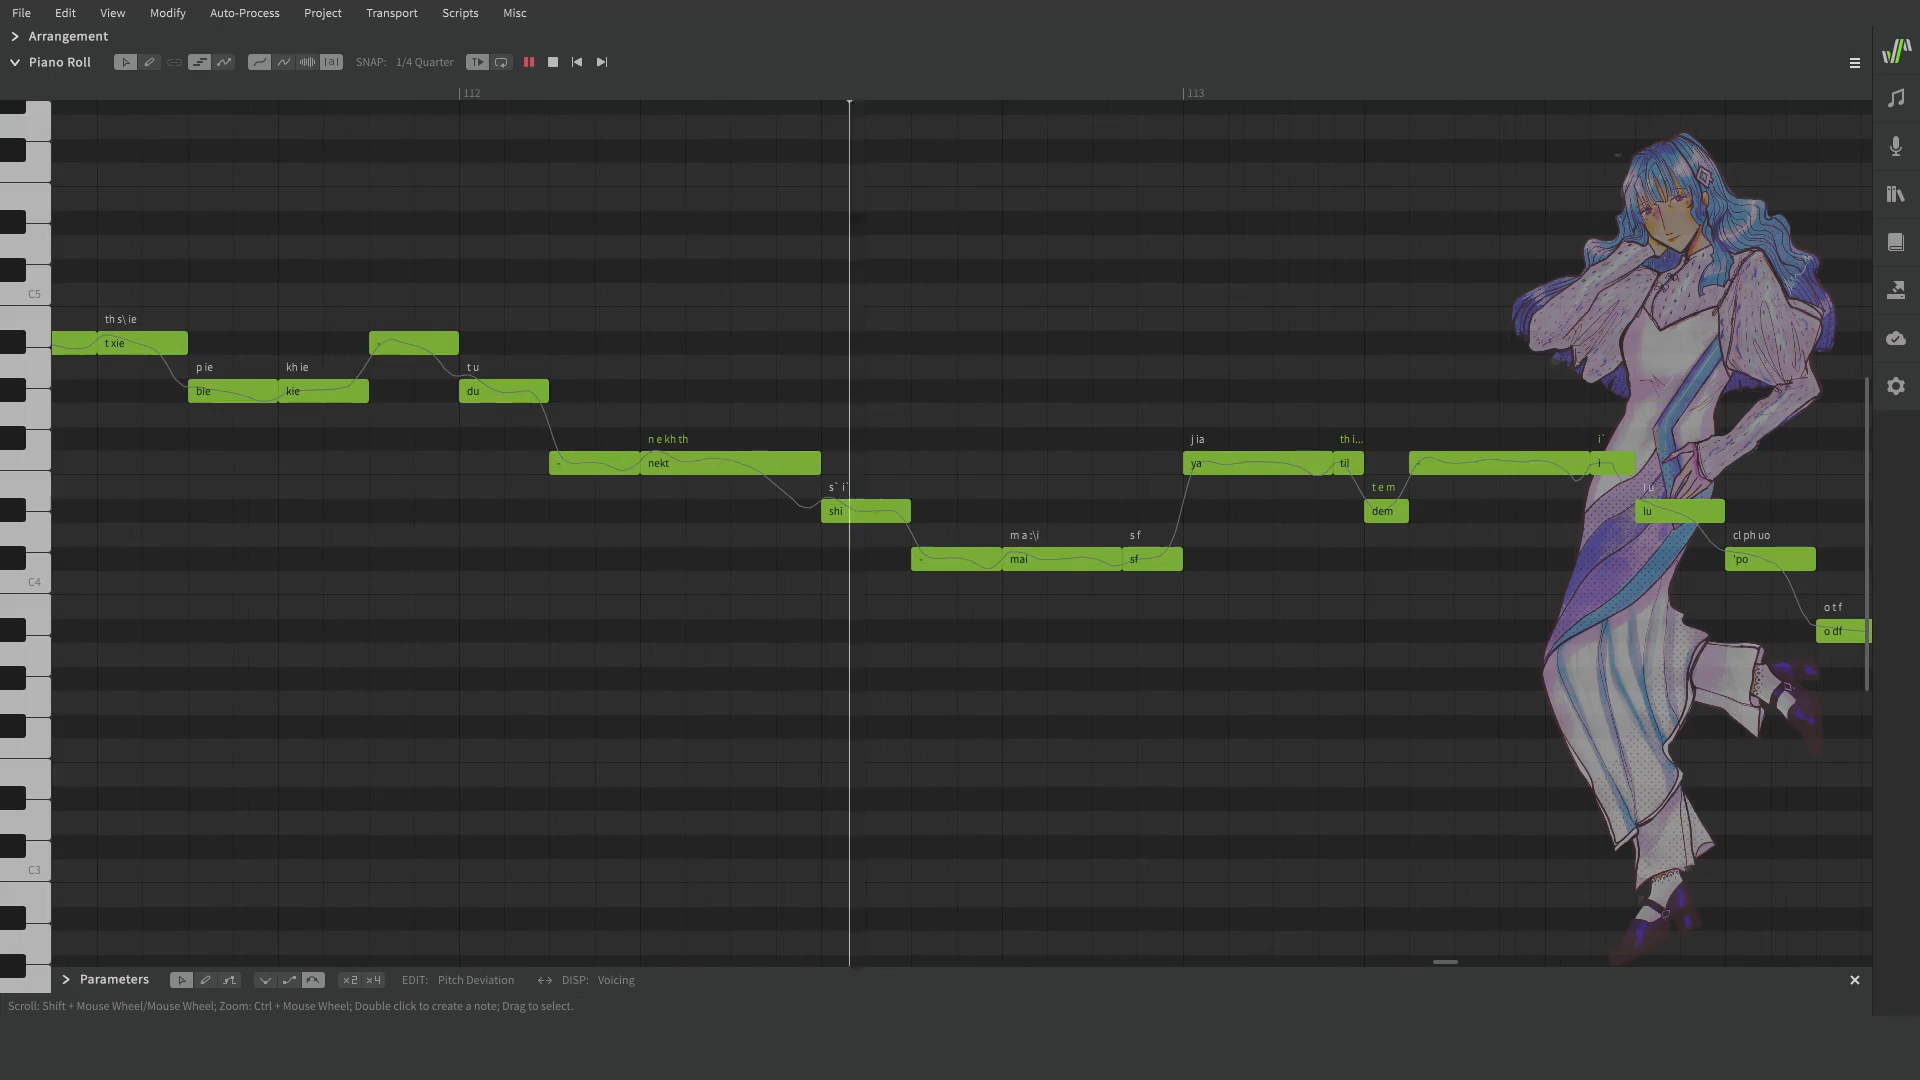 File Edit View Modify Auto-Process Project Transport Scripts Misc
Arrangement
Piano Roll SNAP: 1/4 Quarter
112 113
C5
th s\ ie
t xie
p ie kh ie t u
bie kie - du
n e kh th j ia th i... i`
- nekt ya til - i
s` i` t e m l u
shi dem lu
m a :\i s f cl ph uo
- mai sf 'po
C4
o t f
o df
C3
Parameters ×2 ×4 EDIT: Pitch Deviation DISP: Voicing
Scroll: Shift + Mouse Wheel/Mouse Wheel; Zoom: Ctrl + Mouse Wheel; Double click to create a note; Drag to select.